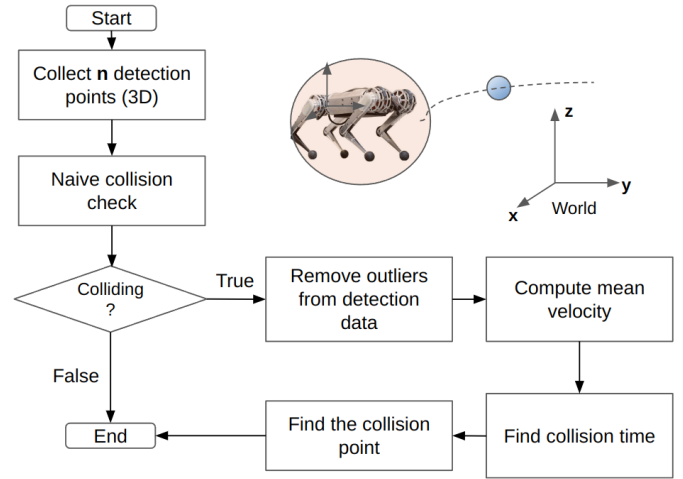 Start
Collect n detection
points (3D)
Naive collision
check
Colliding
?
True
False
Remove outliers
from detection
data
Compute mean
velocity
Find collision time
Find the collision
point
End
z
y
x
World